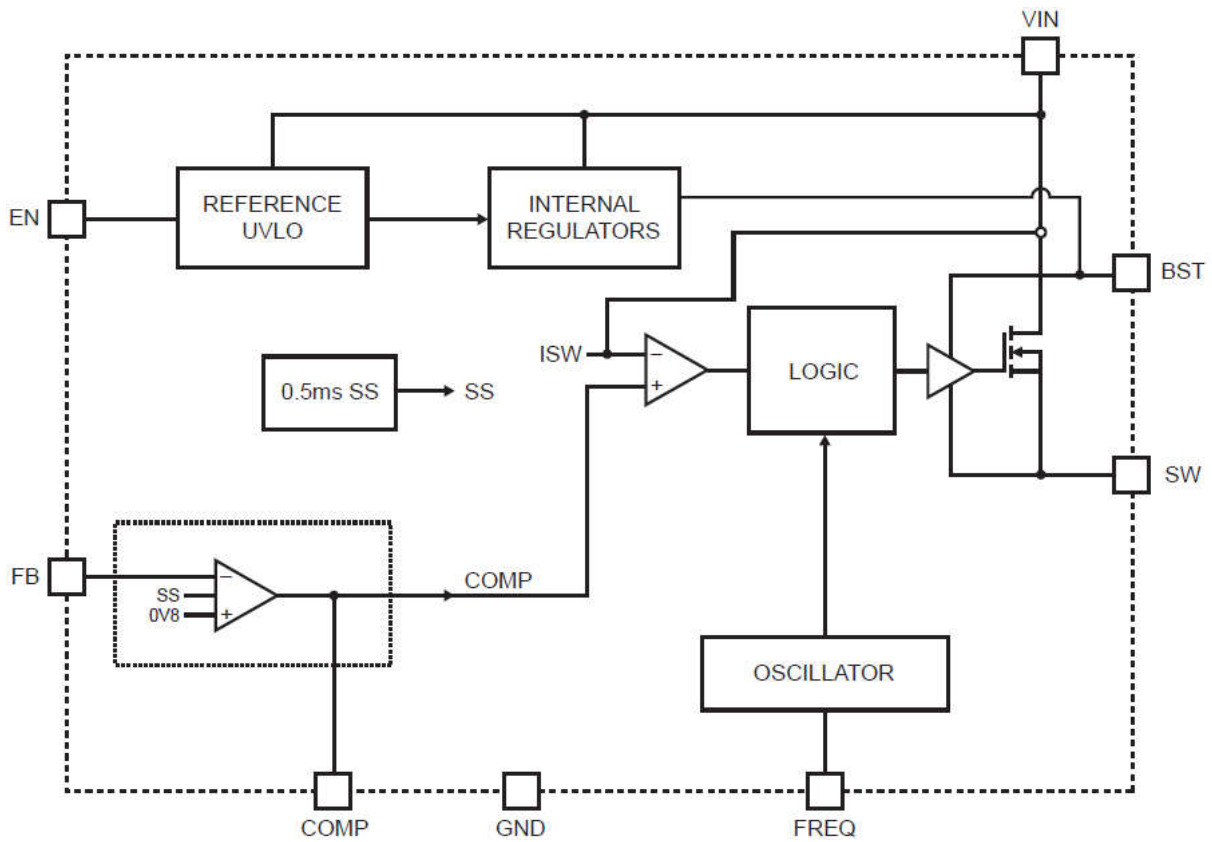 VIN
EN
REFERENCE
UVLO
INTERNAL
REGULATORS
BST
ISW
−
+
LOGIC
0.5ms SS
SS
SW
FB
−
SS
0V8
+
COMP
OSCILLATOR
COMP
GND
FREQ